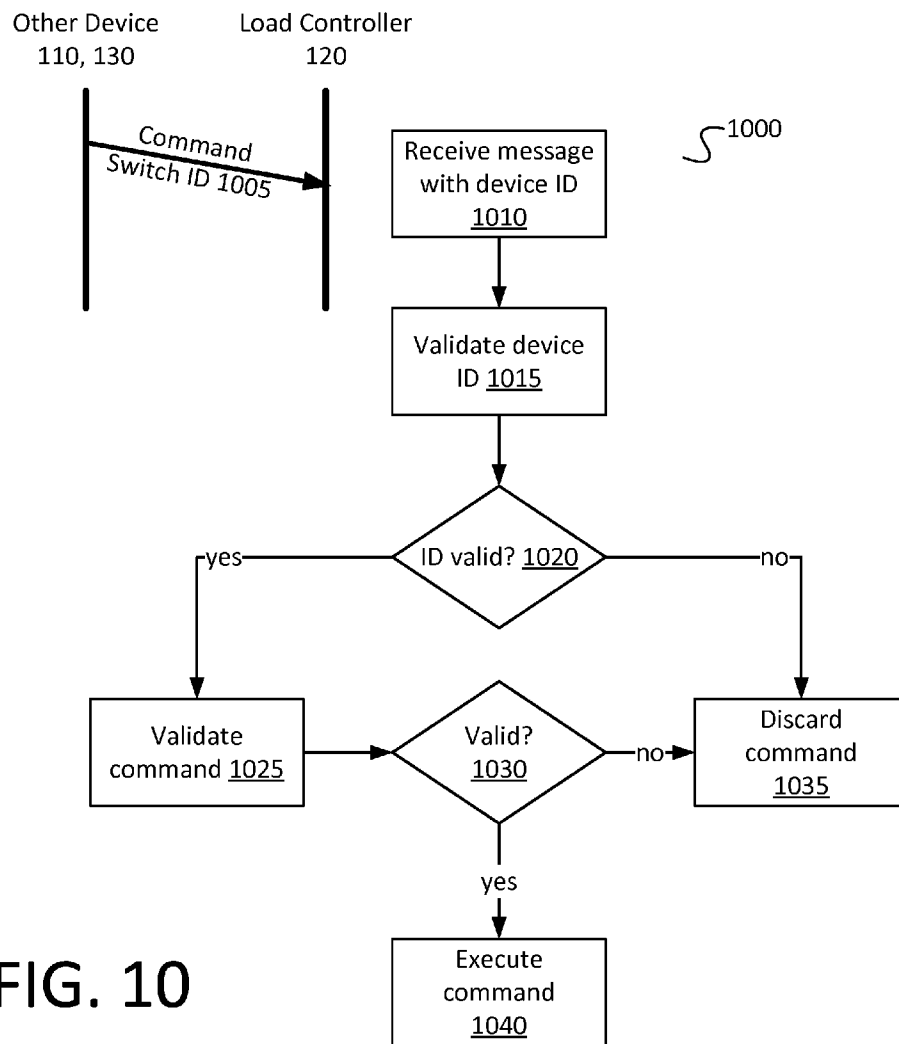 Other Device
110, 130
Load Controller
120
Command
Switch ID 1005
1000
Receive message
with device ID
1010
Validate device
ID 1015
ID valid? 1020
yes
no
Validate
command 1025
Valid?
1030
no
Discard
command
1035
yes
Execute
command
1040
FIG. 10